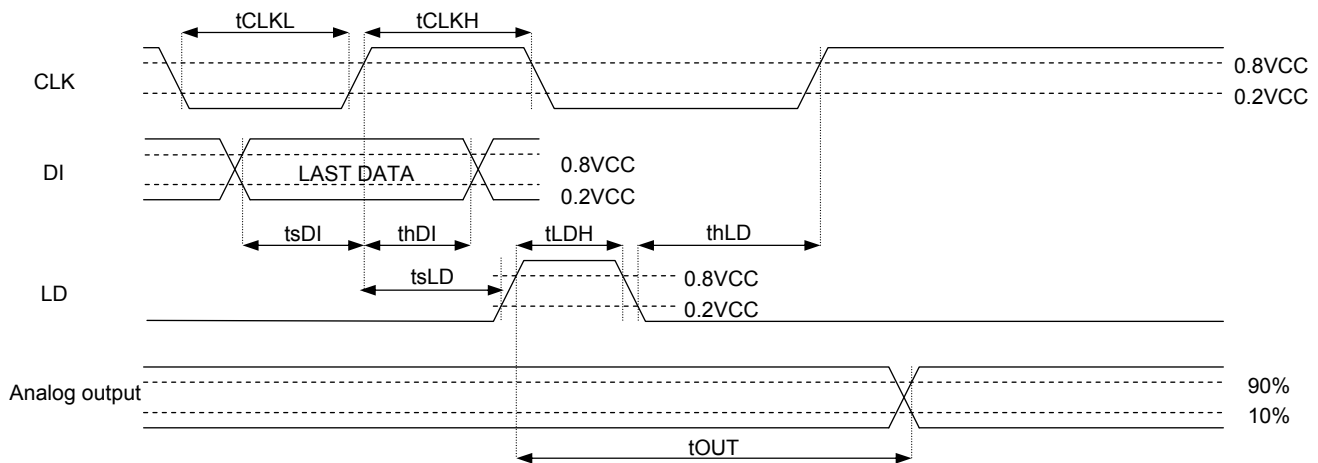 tCLKL tCLKH
CLK
0.8VCC
0.2VCC
DI
LAST DATA
0.8VCC
0.2VCC
tsDI thDI tLDH thLD
tsLD
LD
0.8VCC
0.2VCC
Analog output
90%
10%
tOUT